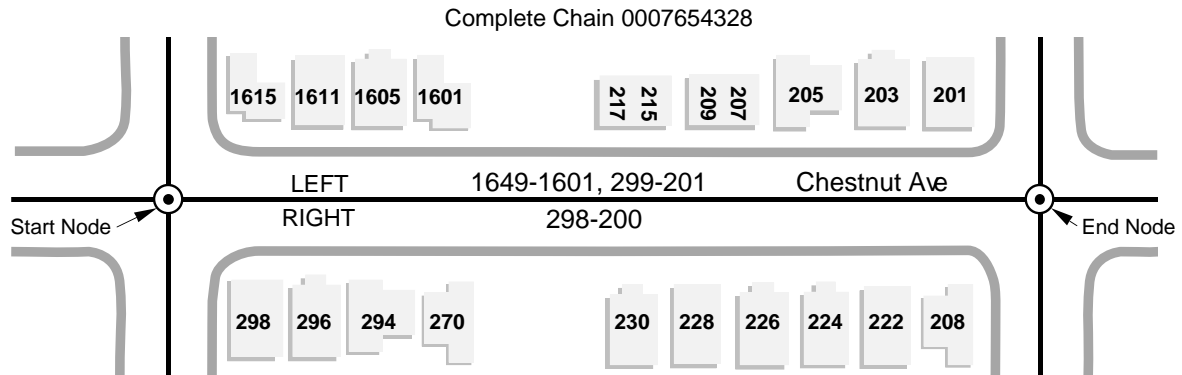 Complete Chain 0007654328
1615 1611 1605 1601 217 215 209 207 205 203 201
LEFT 1649-1601, 299-201 Chestnut Ave
Start Node RIGHT 298-200 End Node
298 296 294 270 230 228 226 224 222 208